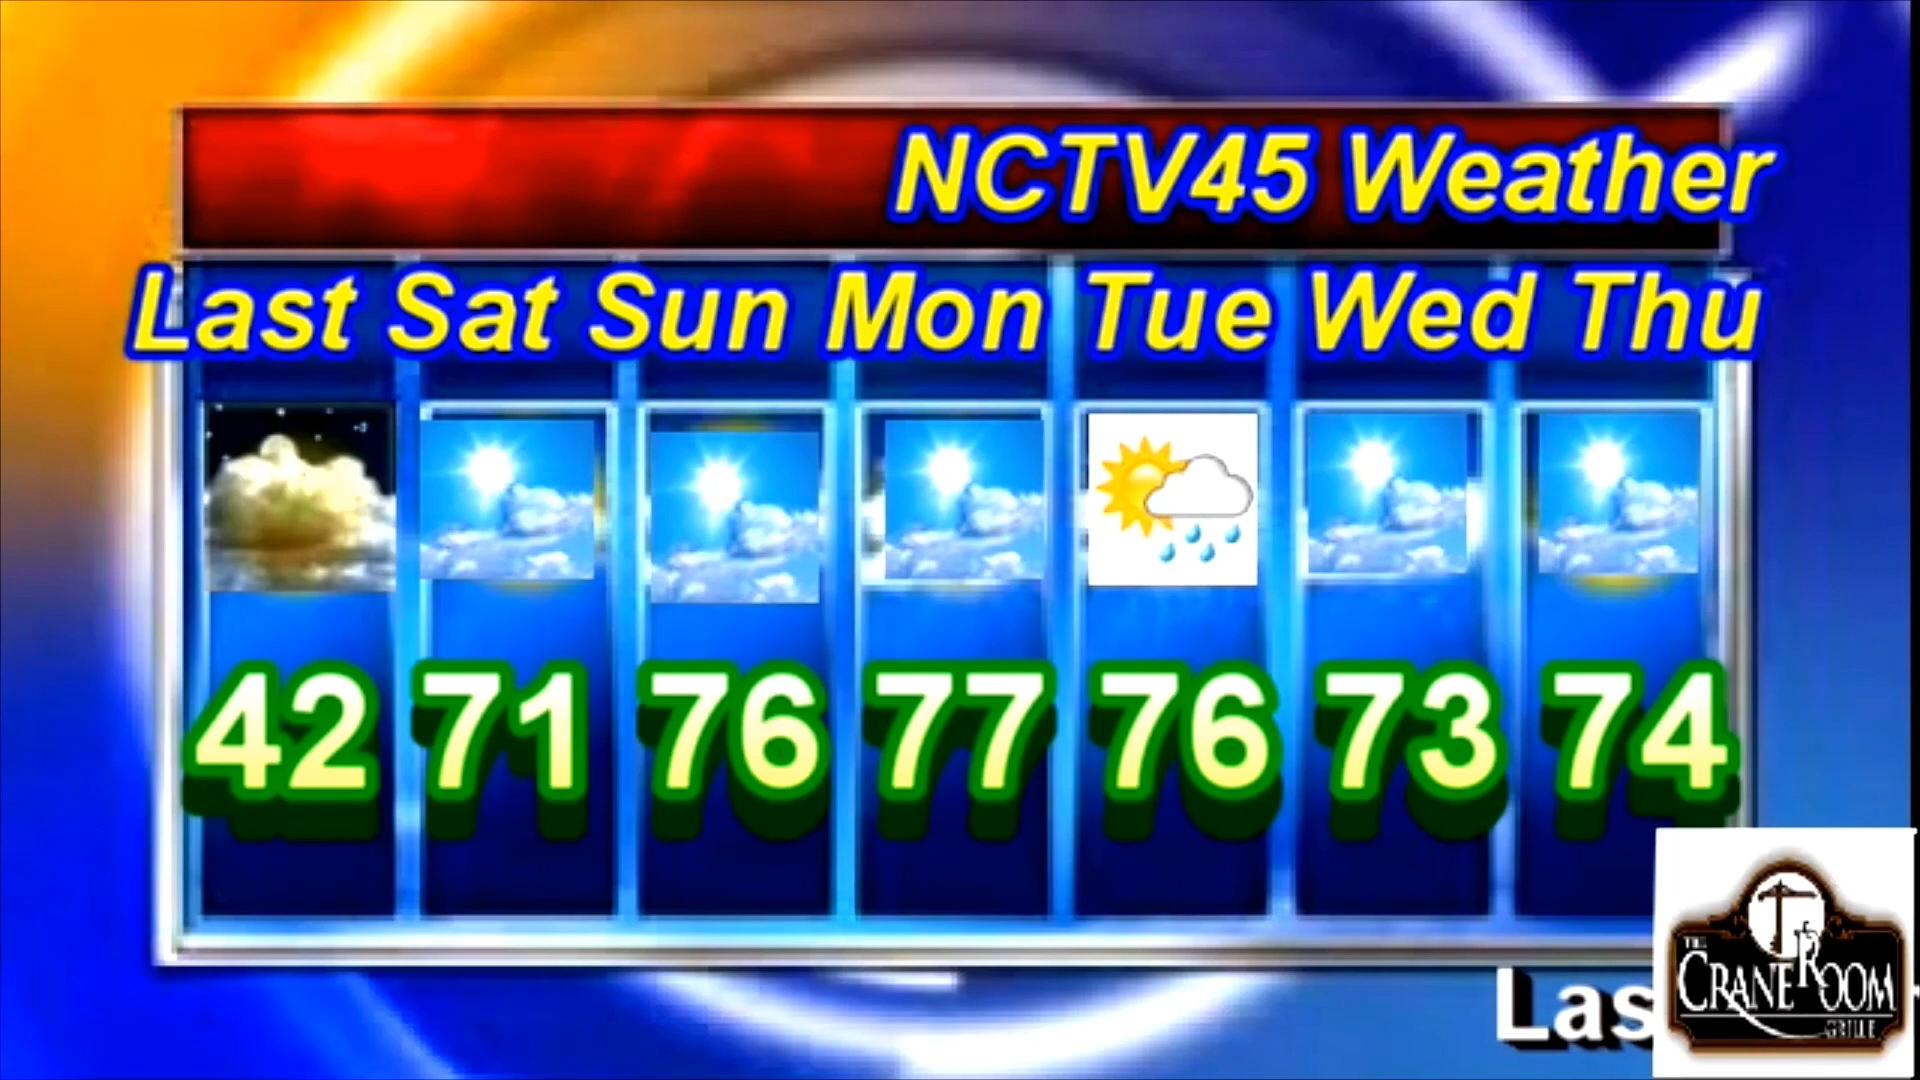 NCTV45 Weather
Last Sat Sun Mon Tue Wed Thu
42 71 76 77 76 73 74
Las
THE
CRANE ROOM
GRILLE